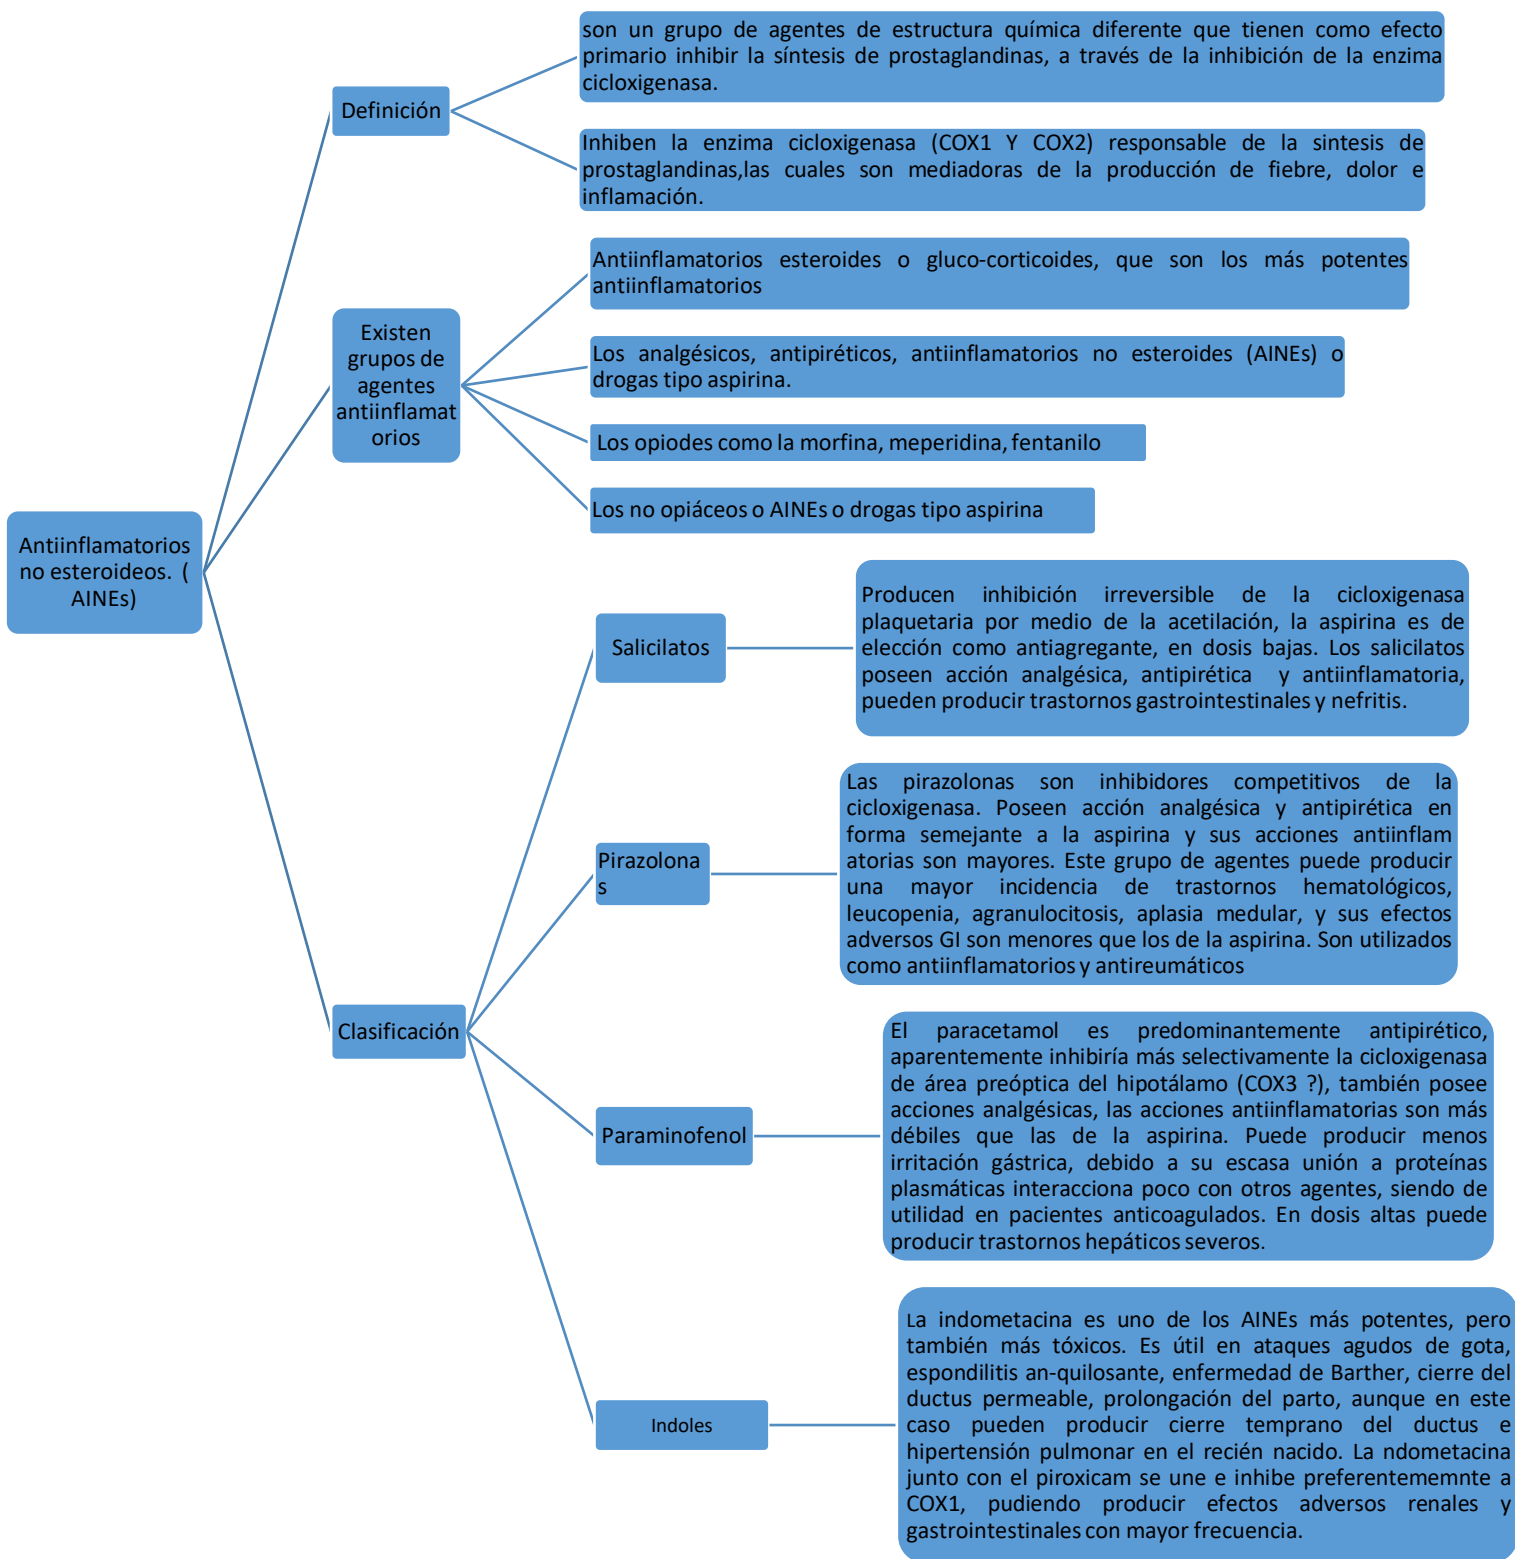 Antiinflamatorios
no esteroideos. (
AINEs)
Definición
son un grupo de agentes de estructura química diferente que tienen como efecto
primario inhibir la síntesis de prostaglandinas, a través de la inhibición de la enzima
cicloxigenasa.
Inhiben la enzima cicloxigenasa (COX1 Y COX2) responsable de la sintesis de
prostaglandinas,las cuales son mediadoras de la producción de fiebre, dolor e
inflamación.
Existen
grupos de
agentes
antiinflamat
orios
Antiinflamatorios esteroides o gluco-corticoides, que son los más potentes
antiinflamatorios
Los analgésicos, antipiréticos, antiinflamatorios no esteroides (AINEs) o
drogas tipo aspirina.
Los opiodes como la morfina, meperidina, fentanilo
Los no opiáceos o AINEs o drogas tipo aspirina
Clasificación
Salicilatos
Producen inhibición irreversible de la cicloxigenasa
plaquetaria por medio de la acetilación, la aspirina es de
elección como antiagregante, en dosis bajas. Los salicilatos
poseen acción analgésica, antipirética y antiinflamatoria,
pueden producir trastornos gastrointestinales y nefritis.
Pirazolona
s
Las pirazolonas son inhibidores competitivos de la
cicloxigenasa. Poseen acción analgésica y antipirética en
forma semejante a la aspirina y sus acciones antiinflam
atorias son mayores. Este grupo de agentes puede producir
una mayor incidencia de trastornos hematológicos,
leucopenia, agranulocitosis, aplasia medular, y sus efectos
adversos GI son menores que los de la aspirina. Son utilizados
como antiinflamatorios y antireumáticos
Paraminofenol
El paracetamol es predominantemente antipirético,
aparentemente inhibiría más selectivamente la cicloxigenasa
de área preóptica del hipotálamo (COX3 ?), también posee
acciones analgésicas, las acciones antiinflamatorias son más
débiles que las de la aspirina. Puede producir menos
irritación gástrica, debido a su escasa unión a proteínas
plasmáticas interacciona poco con otros agentes, siendo de
utilidad en pacientes anticoagulados. En dosis altas puede
producir trastornos hepáticos severos.
Indoles
La indometacina es uno de los AINEs más potentes, pero
también más tóxicos. Es útil en ataques agudos de gota,
espondilitis an-quilosante, enfermedad de Barther, cierre del
ductus permeable, prolongación del parto, aunque en este
caso pueden producir cierre temprano del ductus e
hipertensión pulmonar en el recién nacido. La ndometacina
junto con el piroxicam se une e inhibe preferentememnte a
COX1, pudiendo producir efectos adversos renales y
gastrointestinales con mayor frecuencia.